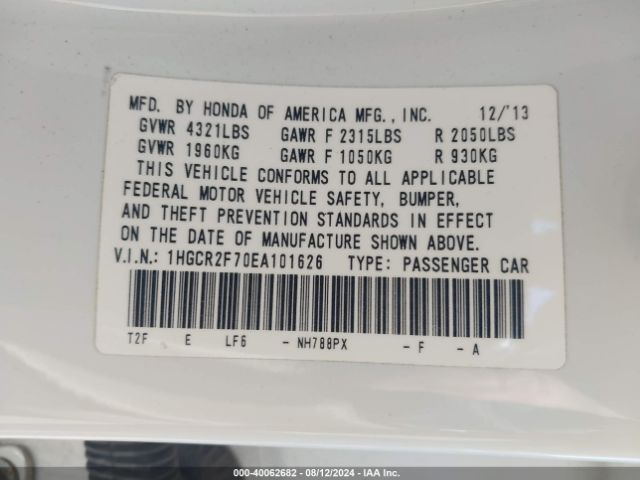 MFD. BY HONDA OF AMERICA MFG., INC. 12/'13
GVWR 4321LBS GAWR F 2315LBS R 2050LBS
GVWR 1960KG GAWR F 1050KG R 930KG
THIS VEHICLE CONFORMS TO ALL APPLICABLE
FEDERAL MOTOR VEHICLE SAFETY, BUMPER,
AND THEFT PREVENTION STANDARDS IN EFFECT
ON THE DATE OF MANUFACTURE SHOWN ABOVE.
V.I.N.: 1HGCR2F70EA101626 TYPE: PASSENGER CAR
T2F E LF6 - NH788PX - F - A
000-40062682 - 08/12/2024 - IAA Inc.